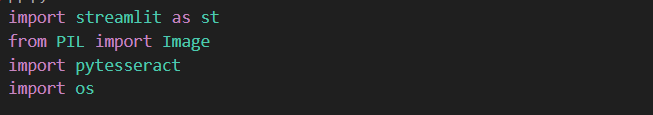 import streamlit as st
from PIL import Image
import pytesseract
import os